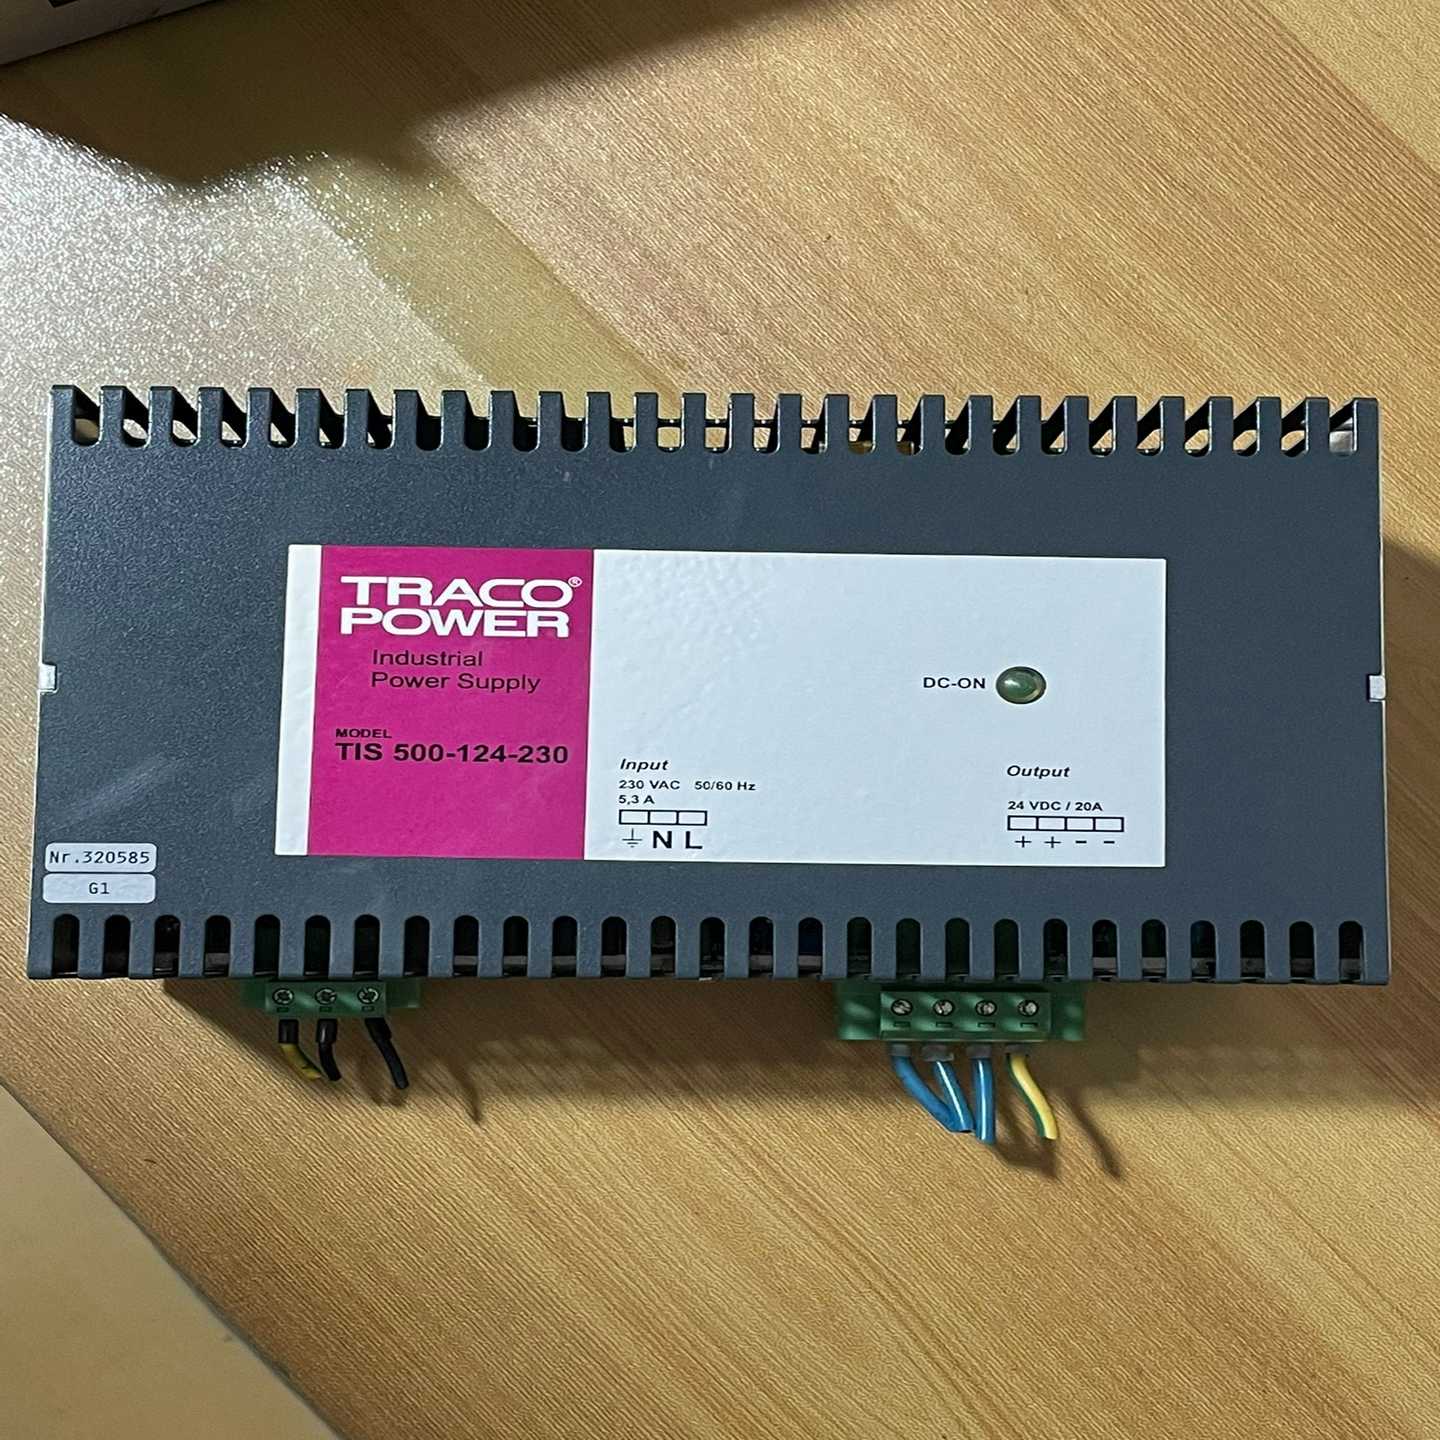 TRACO®
POWER
Industrial
Power Supply
MODEL
TIS 500-124-230
DC-ON
Input
230 VAC 50/60 Hz
5,3 A
N L
Output
24 VDC / 20A
+ + - -
Nr.320585
G1